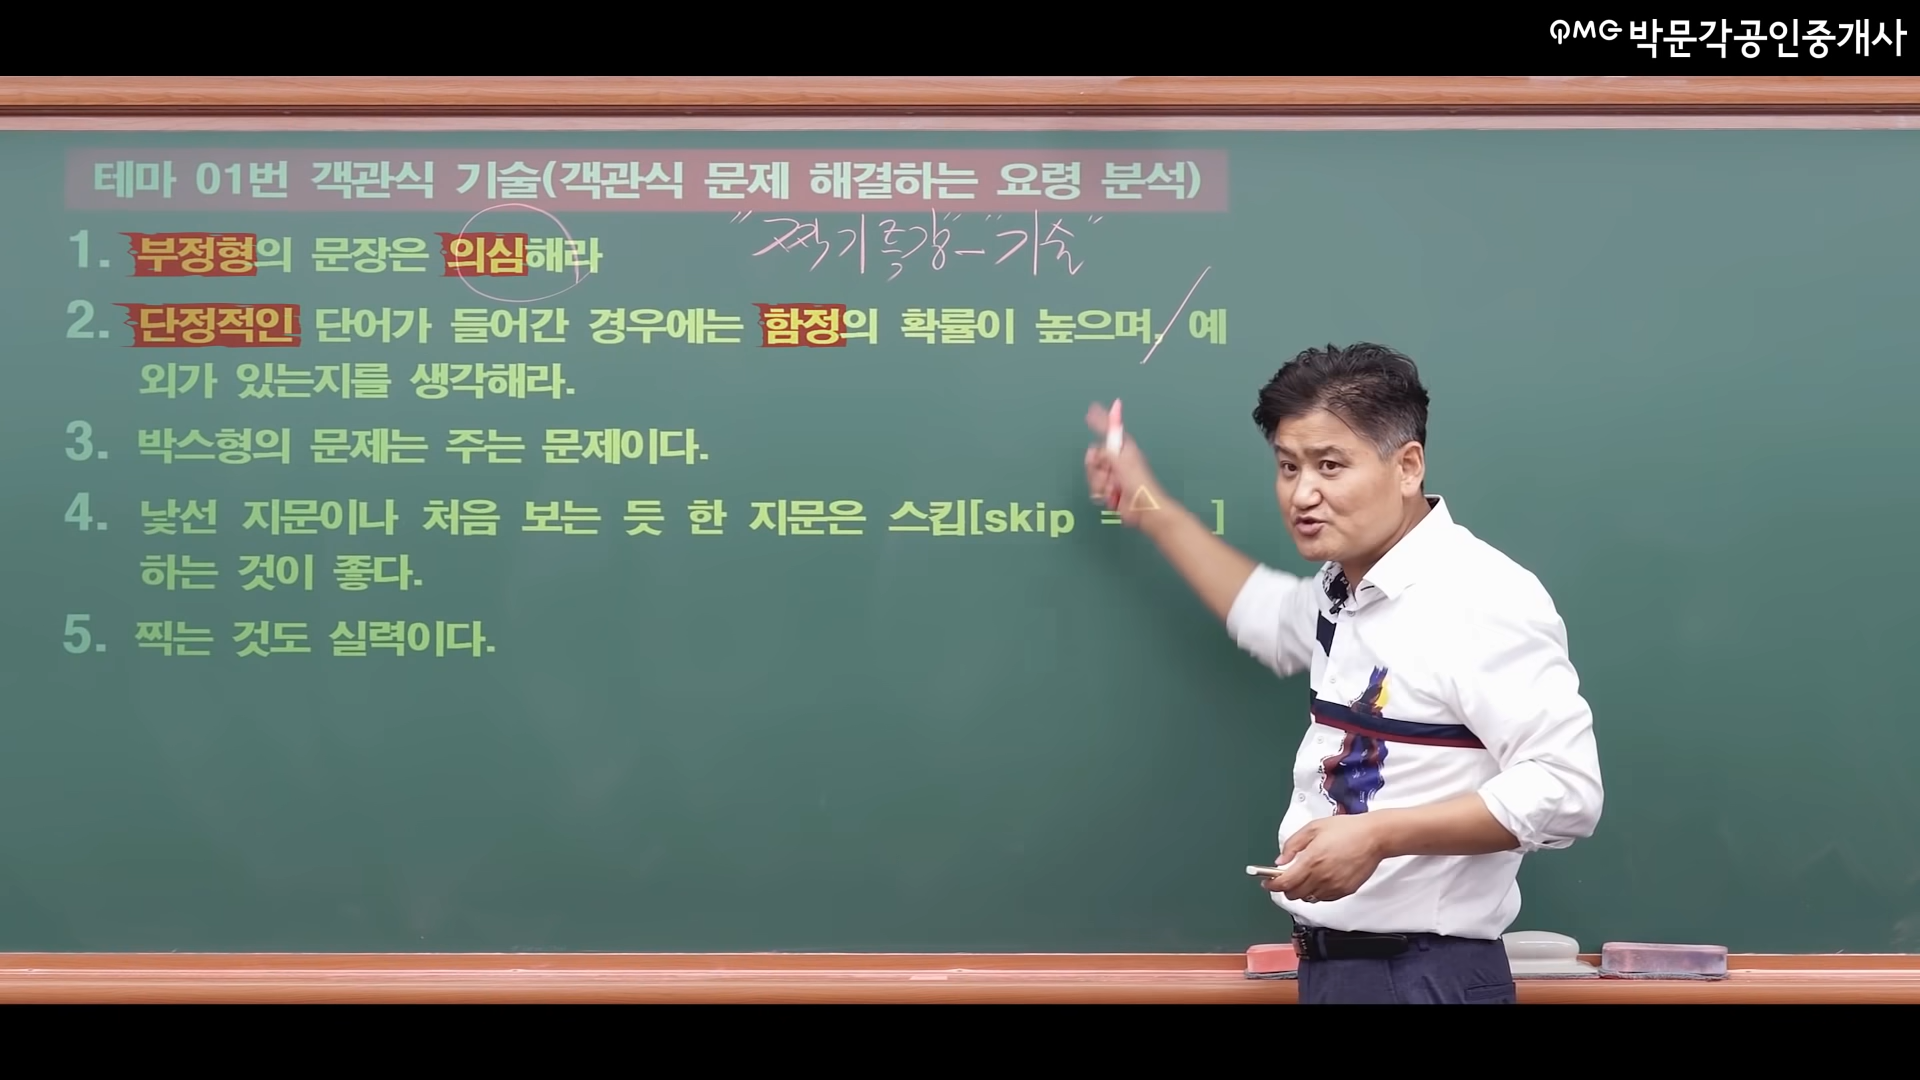 PMG 박문각공인중개사
테마 01번 객관식 기술(객관식 문제 해결하는 요령 분석)
"찍기특강"-"기술"
1. 부정형의 문장은 의심해라
2. 단정적인 단어가 들어간 경우에는 함정의 확률이 높으며, 예
외가 있는지를 생각해라.
3. 박스형의 문제는 주는 문제이다.
4. 낯선 지문이나 처음 보는 듯 한 지문은 스킵[skip =△ ]
하는 것이 좋다.
5. 찍는 것도 실력이다.